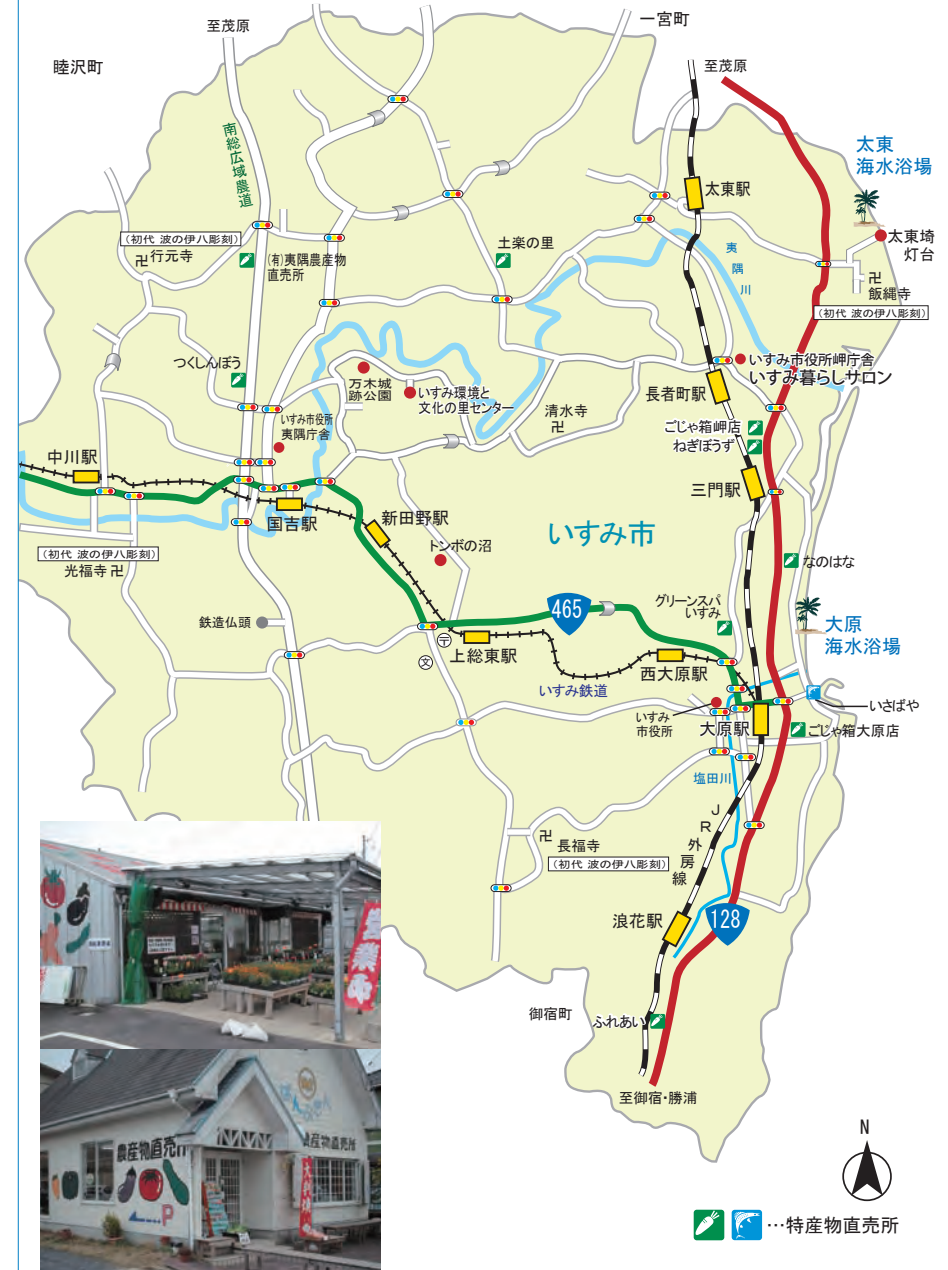 一宮町
至茂原
睦沢町
至茂原
南総広域農道
太東
海水浴場
太東駅
太東埼
灯台
(初代 波の伊八彫刻)
卍行元寺
(有)夷隅農産物
直売所
土楽の里
夷隅川
卍
飯縄寺
(初代 波の伊八彫刻)
つくしんぼう
万木城
跡公園
いすみ環境と
文化の里センター
いすみ市役所岬庁舎
いすみ暮らしサロン
長者町駅
清水寺
卍
ごじゃ箱岬店
ねぎぼうず
いすみ市役所
夷隅庁舎
中川駅
三門駅
国吉駅
新田野駅
いすみ市
トンボの沼
(初代 波の伊八彫刻)
光福寺卍
なのはな
465
グリーンスパ
いすみ
大原
海水浴場
鉄造仏頭
〒
上総東駅
文
西大原駅
いすみ鉄道
いさばや
いすみ
市役所
大原駅
ごじゃ箱大原店
塩田川
JR外房線
卍
長福寺
(初代 波の伊八彫刻)
浪花駅
128
御宿町
ふれあい
至御宿・勝浦
農産物直売所
農産物直売所
P
N
…特産物直売所